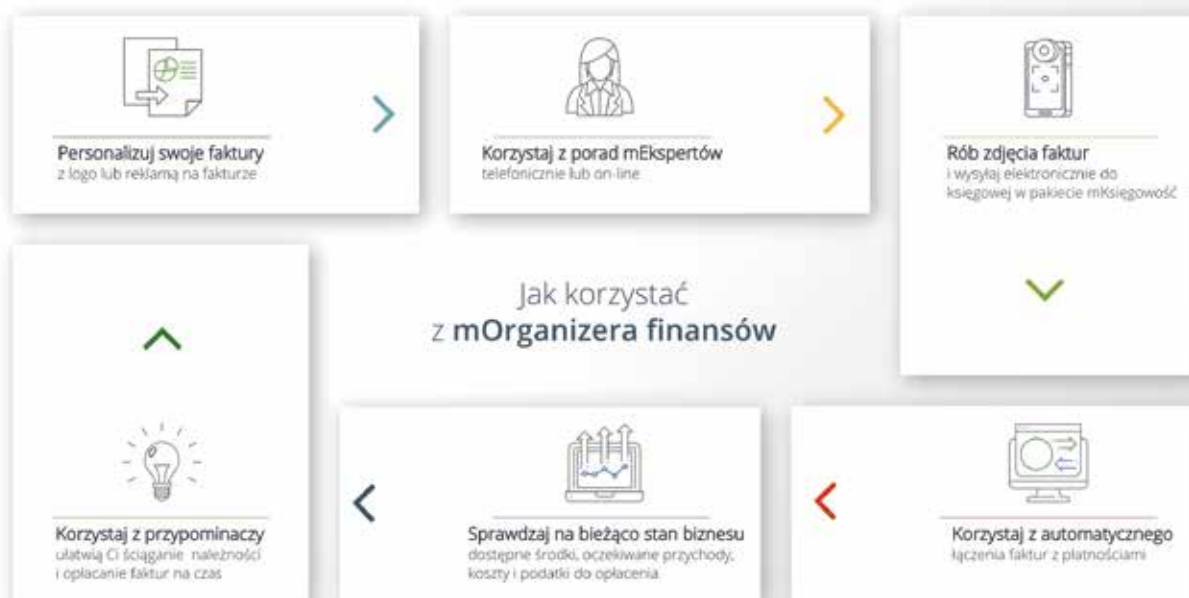 Personalizuj swoje faktury
z logo lub reklamą na fakturze
Korzystaj z porad mEkspertów
telefonicznie lub on-line
Rób zdjęcia faktur
i wysyłaj elektronicznie do
księgowej w pakiecie mKsięgowość
Jak korzystać
z mOrganizera finansów
Korzystaj z automatycznego
łączenia faktur z płatnościami
Sprawdzaj na bieżąco stan biznesu
dostępne środki, oczekiwane przychody,
koszty i podatki do opłacenia
Korzystaj z przypominaczy
ułatwią Ci ściąganie należności
i opłacanie faktur na czas